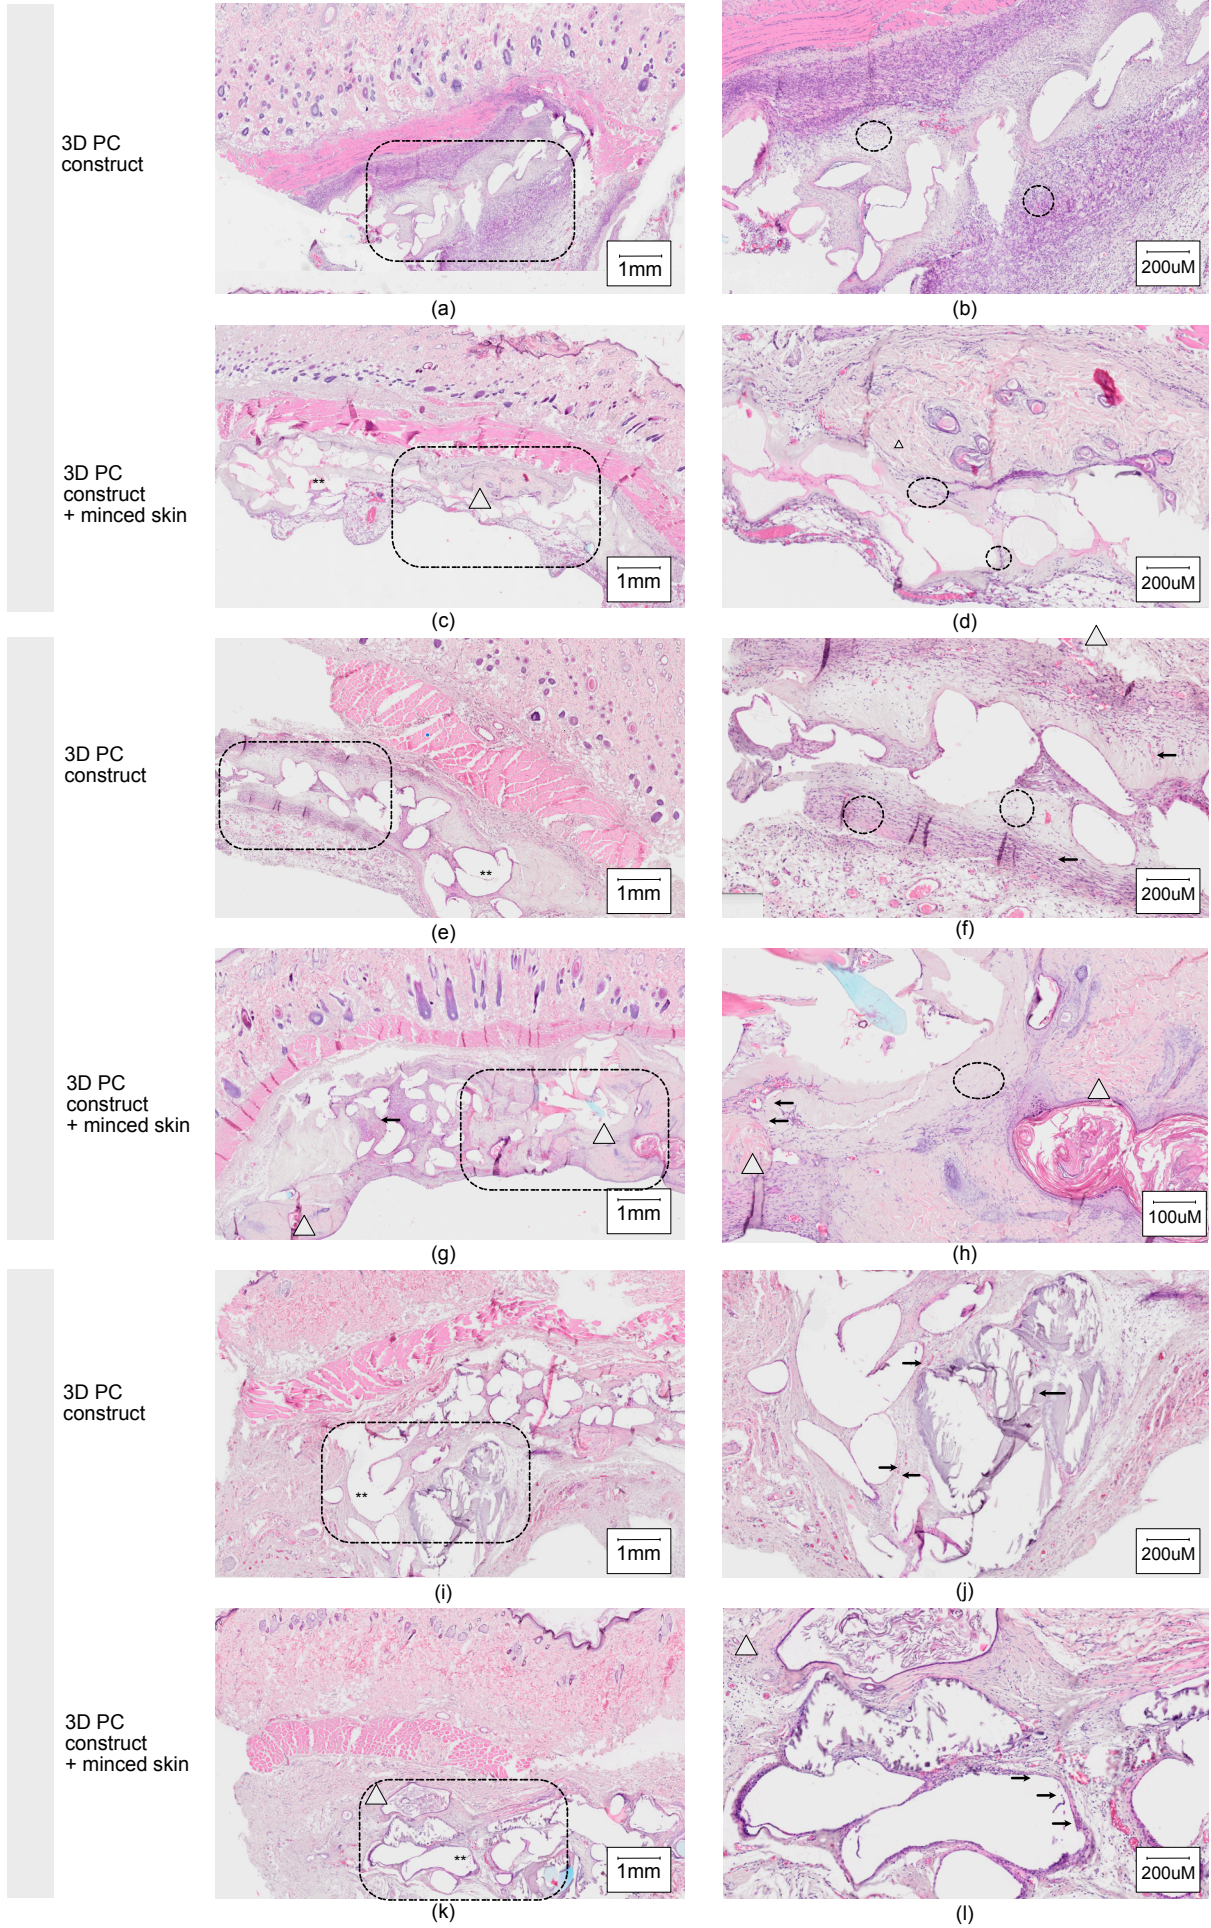 3D PC
construct
1mm
200uM
(a)
(b)
3D PC
construct
+ minced skin
**
1mm
200uM
(c)
(d)
3D PC
construct
**
1mm
200uM
(e)
(f)
3D PC
construct
+ minced skin
1mm
100uM
(g)
(h)
3D PC
construct
**
1mm
200uM
(i)
(j)
3D PC
construct
+ minced skin
**
1mm
200uM
(k)
(l)